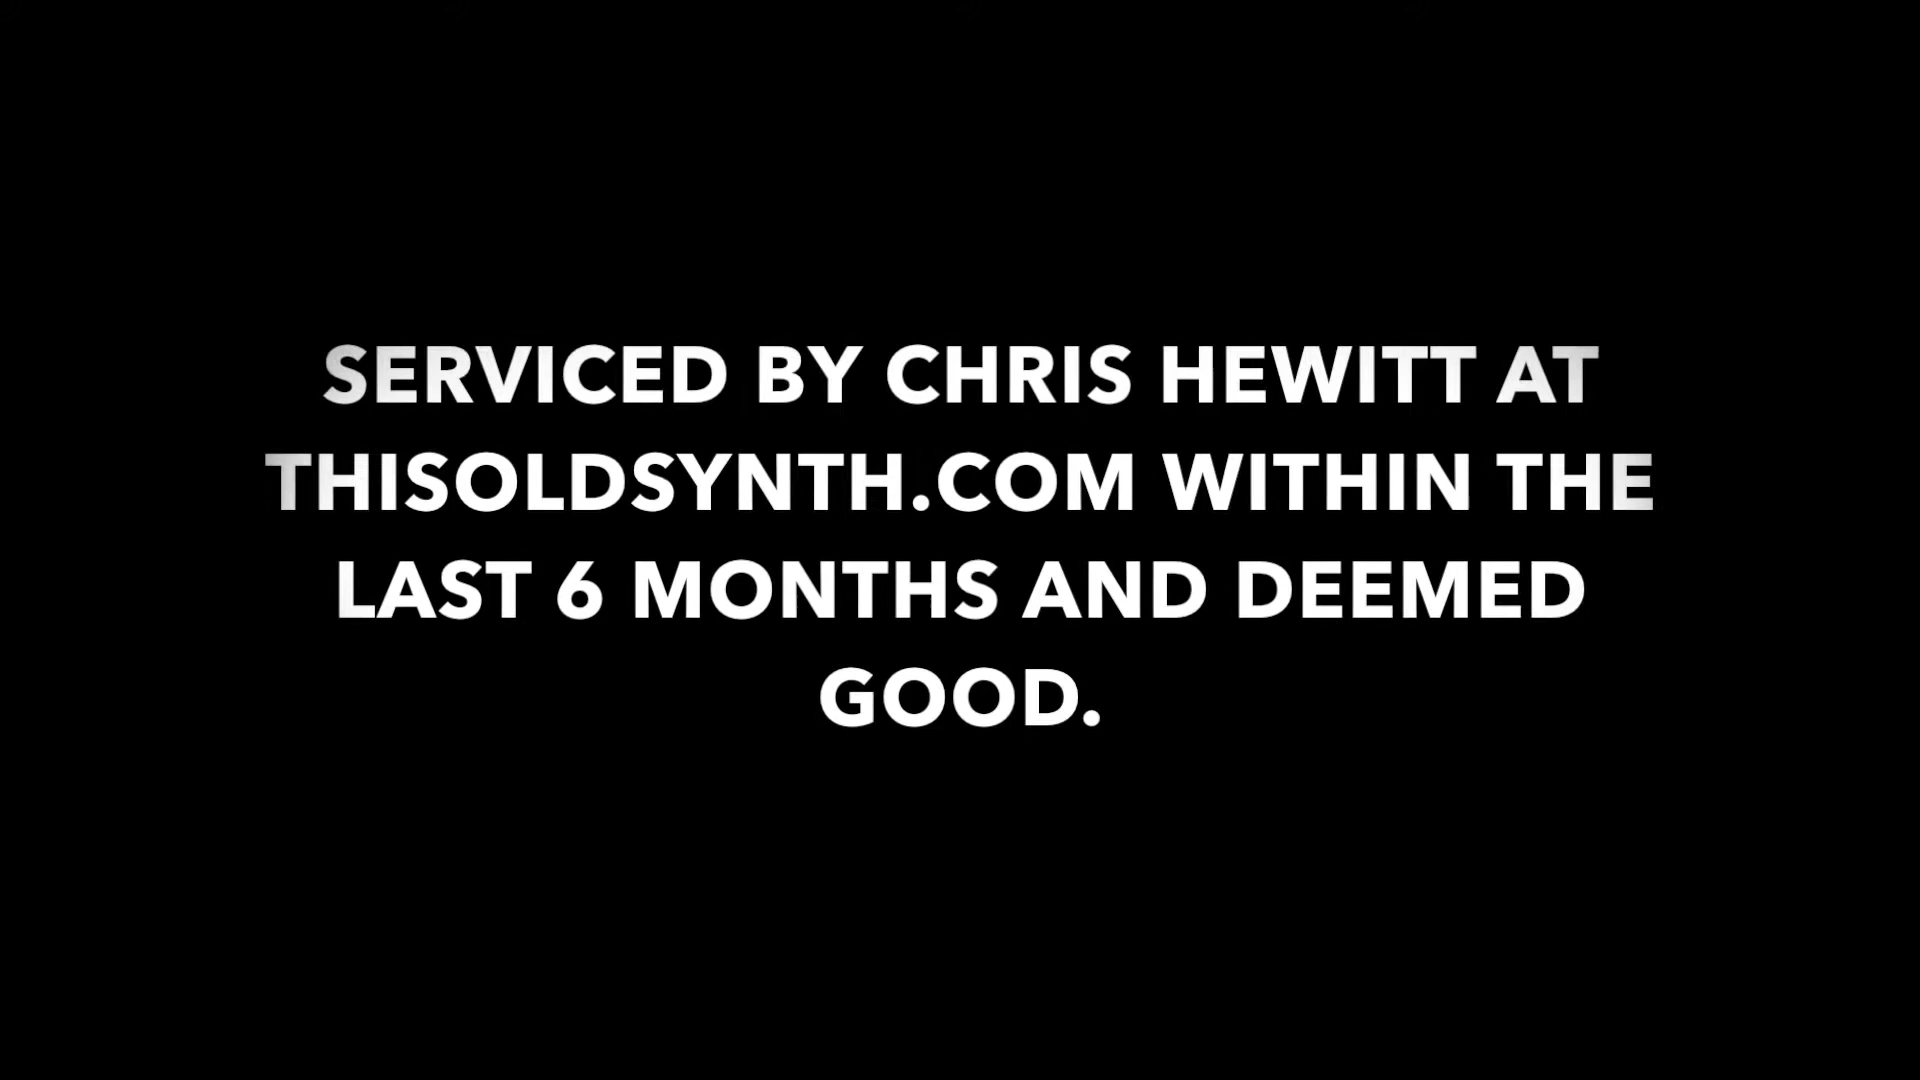 SERVICED BY CHRIS HEWITT AT
THISOLDSYNTH.COM WITHIN THE
LAST 6 MONTHS AND DEEMED
GOOD.